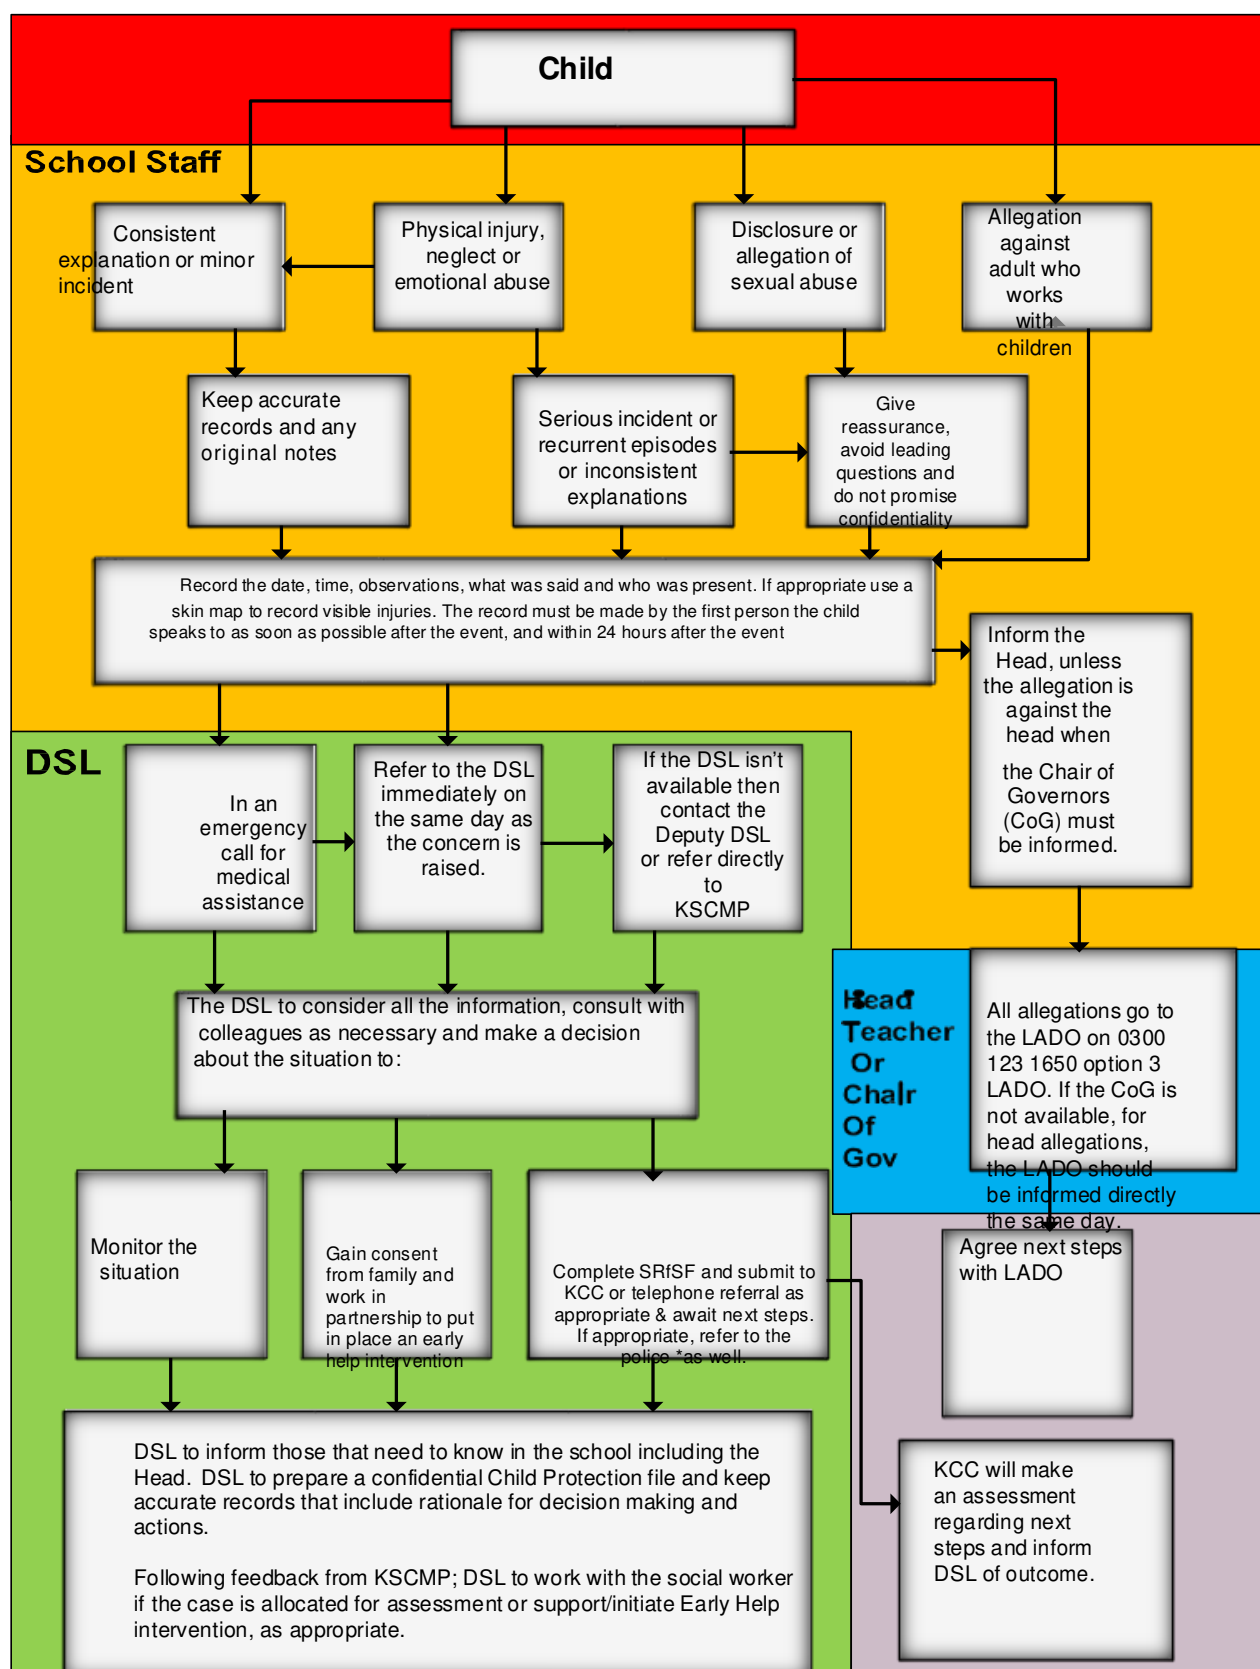 Child
School Staff
Consistent
explanation or minor
incident
Physical injury,
neglect or
emotional abuse
Disclosure or
allegation of
sexual abuse
Allegation
against
adult who
works
with
children
Keep accurate
records and any
original notes
Serious incident or
recurrent episodes
or inconsistent
explanations
Give
reassurance,
avoid leading
questions and
do not promise
confidentiality
Record the date, time, observations, what was said and who was present. If appropriate use a
skin map to record visible injuries. The record must be made by the first person the child
speaks to as soon as possible after the event, and within 24 hours after the event
Inform the
Head, unless
the allegation is
against the
head when
the Chair of
Governors
(CoG) must
be informed.
DSL
In an
emergency
call for
medical
assistance
Refer to the DSL
immediately on
the same day as
the concern is
raised.
If the DSL isn't
available then
contact the
Deputy DSL
or refer directly
to
KSCMP
The DSL to consider all the information, consult with
colleagues as necessary and make a decision
about the situation to:
Head
Teacher
Or
Chair
Of
Gov
All allegations go to
the LADO on 0300
123 1650 option 3
LADO. If the CoG is
not available, for
head allegations,
the LADO should
be informed directly
the same day.
Monitor the
situation
Gain consent
from family and
work in
partnership to put
in place an early
help intervention
Complete SRfSF and submit to
KCC or telephone referral as
appropriate & await next steps.
If appropriate, refer to the
police *as well.
Agree next steps
with LADO
DSL to inform those that need to know in the school including the
Head. DSL to prepare a confidential Child Protection file and keep
accurate records that include rationale for decision making and
actions.
Following feedback from KSCMP; DSL to work with the social worker
if the case is allocated for assessment or support/initiate Early Help
intervention, as appropriate.
KCC will make
an assessment
regarding next
steps and inform
DSL of outcome.